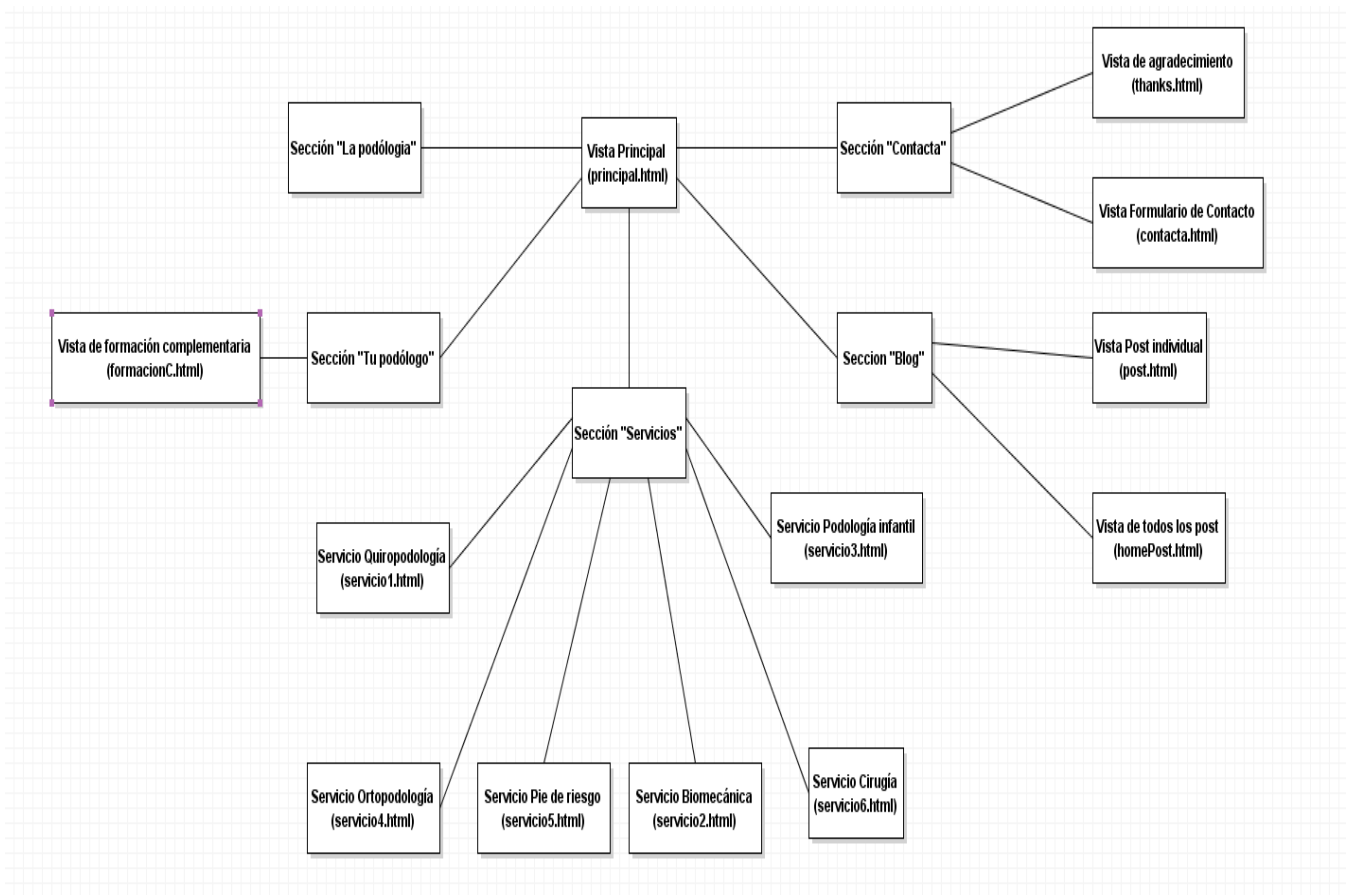 Vista de agradecimiento
(thanks.html)
Sección "La podólogia"
Vista Principal
(principal.html)
Sección "Contacta"
Vista Formulario de Contacto
(contacta.html)
Vista de formación complementaria
(formacionC.html)
Sección "Tu podólogo"
Seccion "Blog"
Vista Post individual
(post.html)
Sección "Servicios"
Servicio Quiropodología
(servicio1.html)
Servicio Podología infantil
(servicio3.html)
Vista de todos los post
(homePost.html)
Servicio Ortopodología
(servicio4.html)
Servicio Pie de riesgo
(servicio5.html)
Servicio Biomecánica
(servicio2.html)
Servicio Cirugía
(servicio6.html)